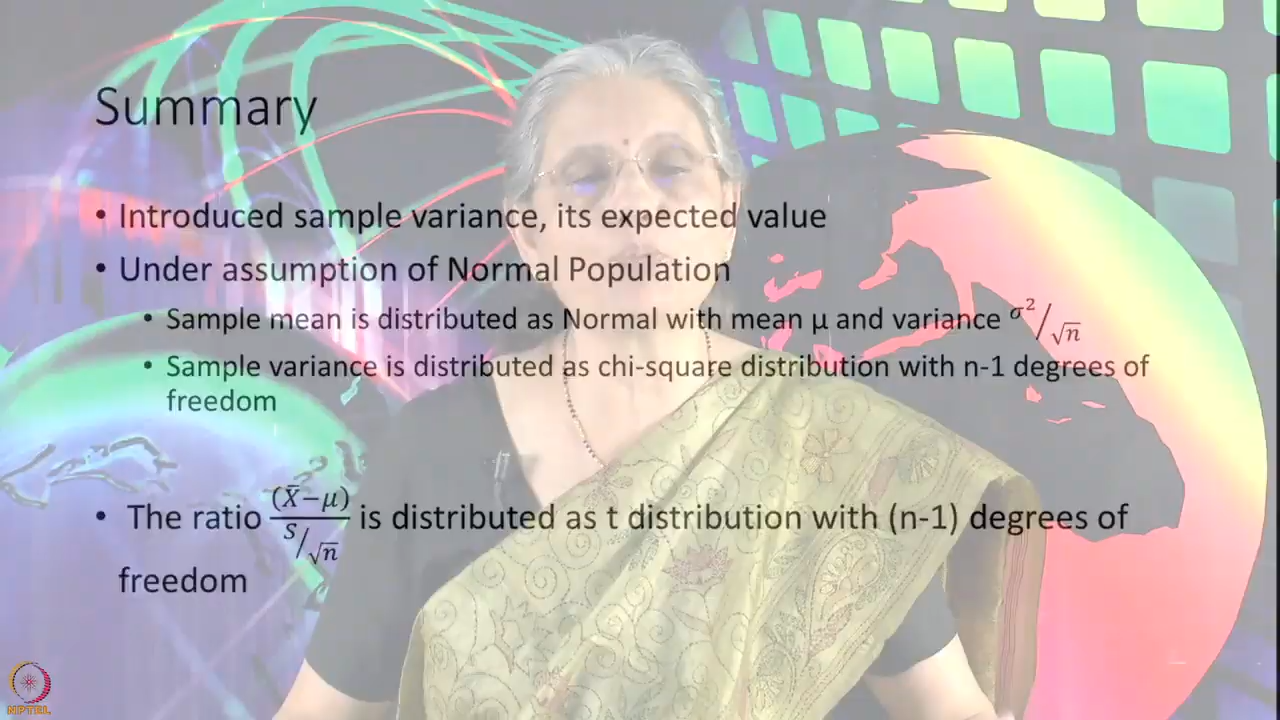 Summary
• Introduced sample variance, its expected value
• Under assumption of Normal Population
• Sample mean is distributed as Normal with mean μ and variance σ²/√n
• Sample variance is distributed as chi-square distribution with n-1 degrees of
freedom
• The ratio (X̄−μ)/(S/√n) is distributed as t distribution with (n-1) degrees of
freedom
NPTEL